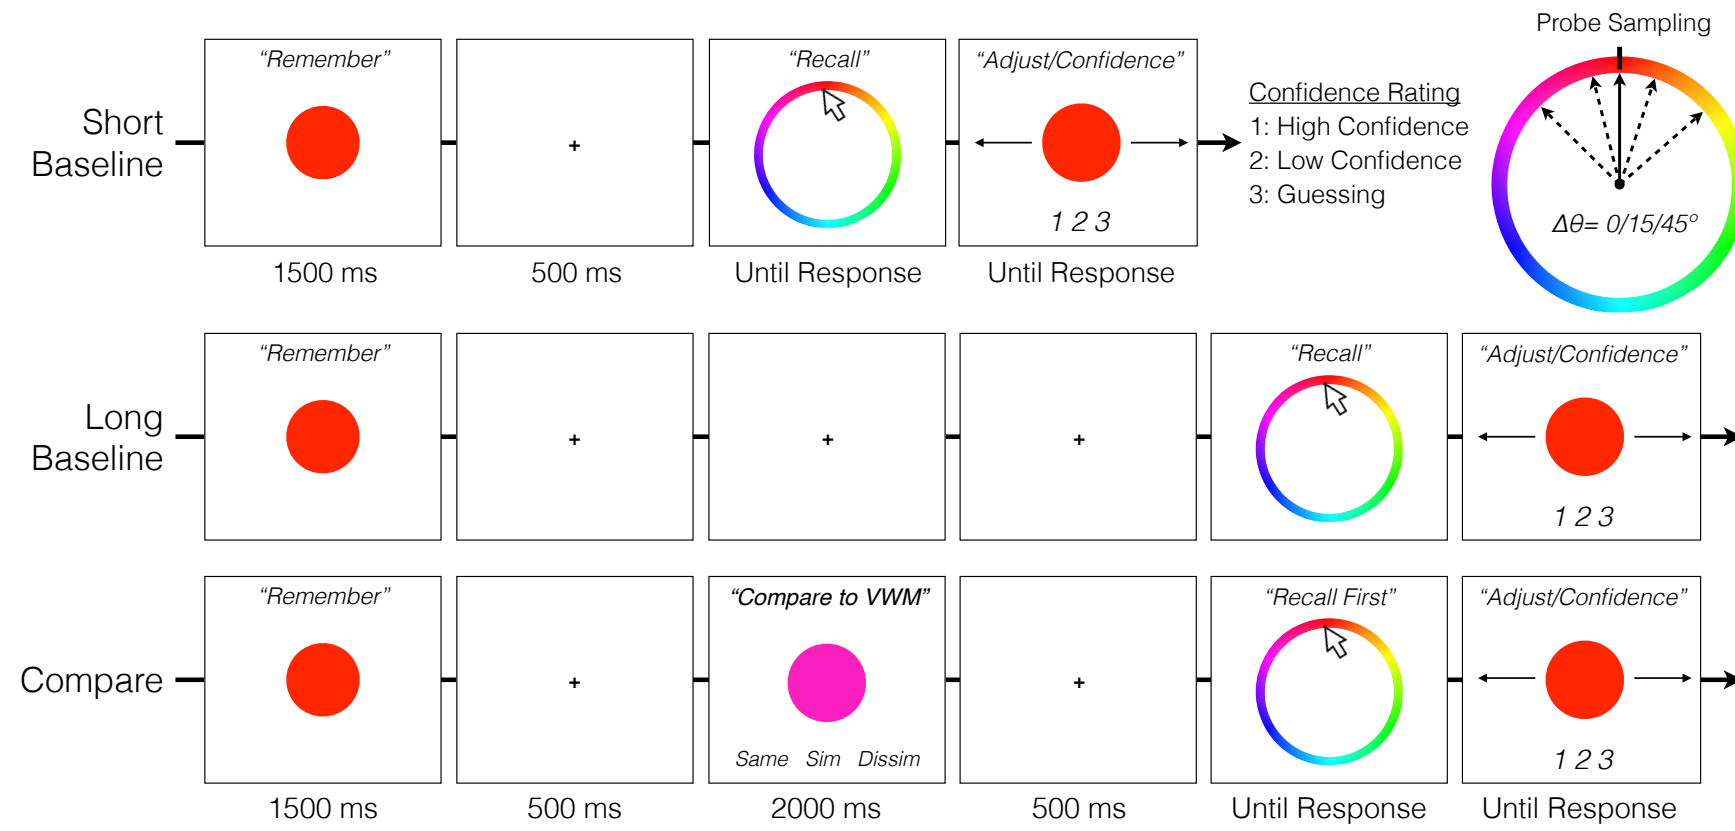 Probe Sampling
Δθ= 0/15/45°
Short
Baseline
"Remember"
"Recall"
"Adjust/Confidence"
1 2 3
1500 ms
500 ms
Until Response
Until Response
Confidence Rating
1: High Confidence
2: Low Confidence
3: Guessing
Long
Baseline
"Remember"
"Recall"
"Adjust/Confidence"
1 2 3
Compare
"Remember"
"Compare to VWM"
Same Sim Dissim
"Recall First"
"Adjust/Confidence"
1 2 3
1500 ms
500 ms
2000 ms
500 ms
Until Response
Until Response